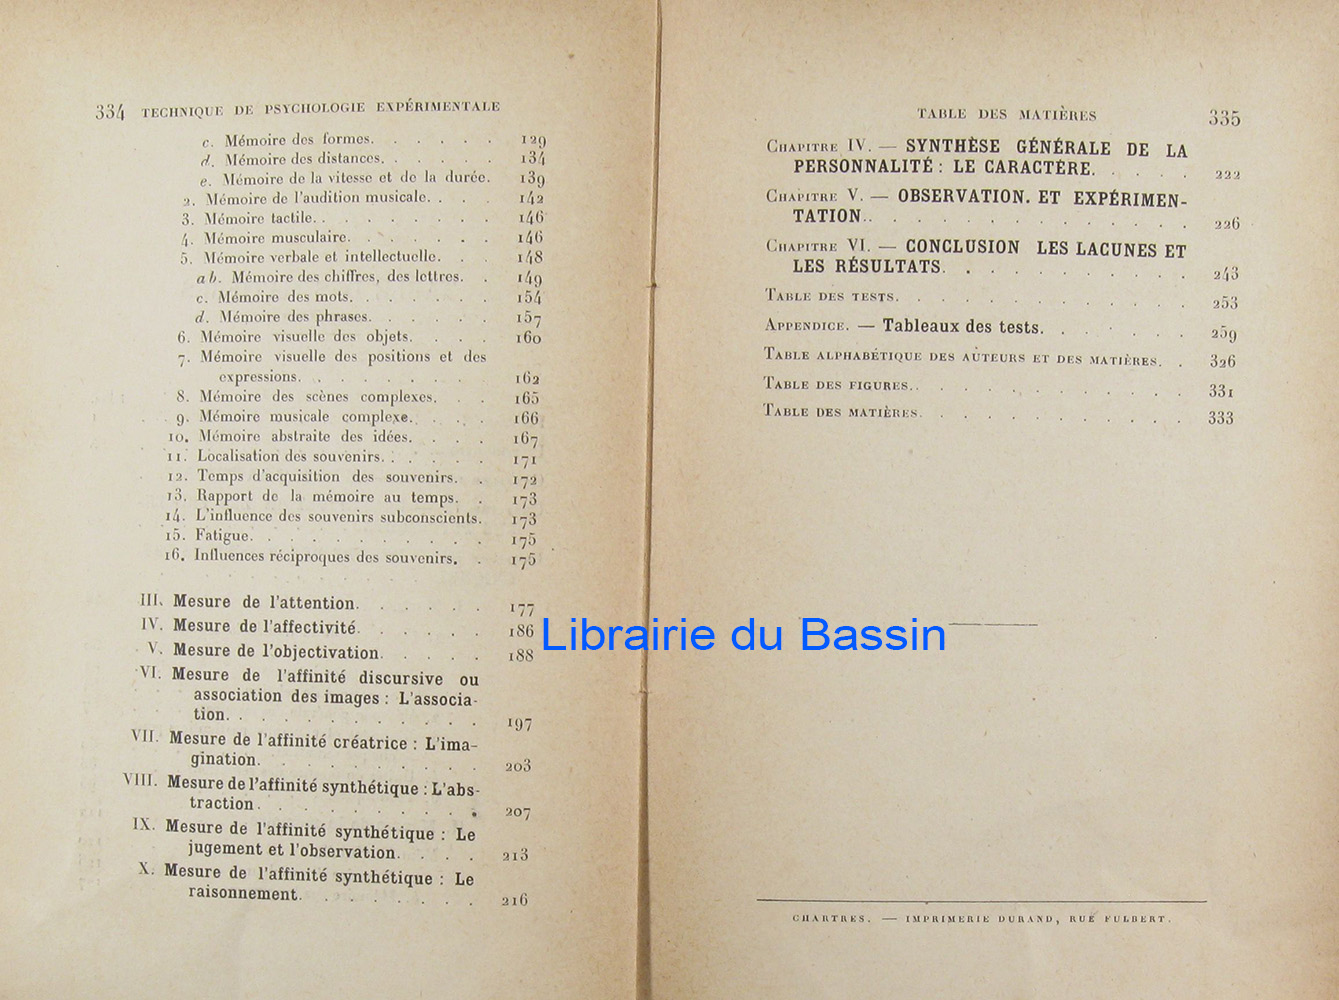 334 TECHNIQUE DE PSYCHOLOGIE EXPÉRIMENTALE
c. Mémoire des formes. . . . . . 129
d. Mémoire des distances. . . . . . 134
e. Mémoire de la vitesse et de la durée. 139
2. Mémoire de l'audition musicale. . . . 142
3. Mémoire tactile. . . . . . . . . 146
4. Mémoire musculaire. . . . . . . 146
5. Mémoire verbale et intellectuelle. . . 148
ab. Mémoire des chiffres, des lettres. . 149
c. Mémoire des mots. . . . . . . 154
d. Mémoire des phrases. . . . . . 157
6. Mémoire visuelle des objets. . . . 160
7. Mémoire visuelle des positions et des
expressions. . . . . . . . 162
8. Mémoire des scènes complexes. . . 165
9. Mémoire musicale complexe. . . . 166
10. Mémoire abstraite des idées. . . . 167
11. Localisation des souvenirs. . . . . . 171
12. Temps d'acquisition des souvenirs. . 172
13. Rapport de la mémoire au temps. . 173
14. L'influence des souvenirs subconscients. 173
15. Fatigue. . . . . . . . . . 175
16. Influences réciproques des souvenirs. . 175
III. Mesure de l'attention. . . . . . 177
IV. Mesure de l'affectivité. . . . . . 186
V. Mesure de l'objectivation. . . . . 188
VI. Mesure de l'affinité discursive ou
association des images : L'associa-
tion. . . . . . . . . . . 197
VII. Mesure de l'affinité créatrice : L'ima-
gination. . . . . . . . . 203
VIII. Mesure de l'affinité synthétique : L'abs-
traction. . . . . . . . . . 207
IX. Mesure de l'affinité synthétique : Le
jugement et l'observation. . . . 213
X. Mesure de l'affinité synthétique : Le
raisonnement. . . . . . . . 216
TABLE DES MATIÈRES 335
CHAPITRE IV. — SYNTHÈSE GÉNÉRALE DE LA
PERSONNALITÉ : LE CARACTÈRE. . . . . 222
CHAPITRE V. — OBSERVATION. ET EXPÉRIMEN-
TATION. . . . . . . . . . . . . 226
CHAPITRE VI. — CONCLUSION LES LACUNES ET
LES RÉSULTATS. . . . . . . . . . . 243
TABLE DES TESTS. . . . . . . . . . . . 253
APPENDICE. — Tableaux des tests. . . . . . . 259
TABLE ALPHABÉTIQUE DES AUTEURS ET DES MATIÈRES. . 326
TABLE DES FIGURES. . . . . . . . . . . . 331
TABLE DES MATIÈRES. . . . . . . . . . . 333
Librairie du Bassin
CHARTRES. — IMPRIMERIE DURAND, RUE FULBERT.